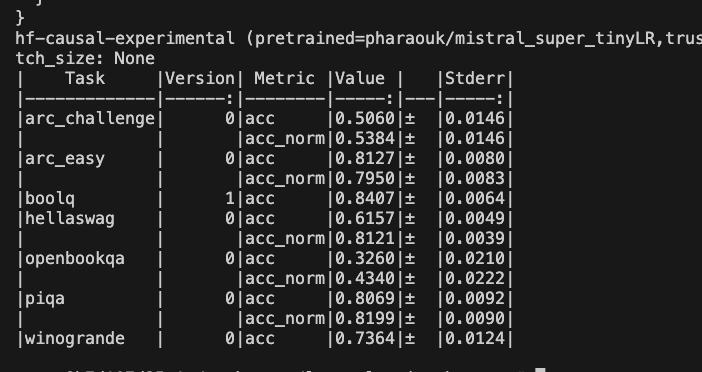 }
hf-causal-experimental (pretrained=pharaouk/mistral_super_tinyLR,trus
tch_size: None
|    Task     |Version| Metric |Value |   |Stderr|
|-------------|------:|--------|-----:|---|-----:|
|arc_challenge|      0|acc     |0.5060|±  |0.0146|
|             |       |acc_norm|0.5384|±  |0.0146|
|arc_easy     |      0|acc     |0.8127|±  |0.0080|
|             |       |acc_norm|0.7950|±  |0.0083|
|boolq        |      1|acc     |0.8407|±  |0.0064|
|hellaswag    |      0|acc     |0.6157|±  |0.0049|
|             |       |acc_norm|0.8121|±  |0.0039|
|openbookqa   |      0|acc     |0.3260|±  |0.0210|
|             |       |acc_norm|0.4340|±  |0.0222|
|piqa         |      0|acc     |0.8069|±  |0.0092|
|             |       |acc_norm|0.8199|±  |0.0090|
|winogrande   |      0|acc     |0.7364|±  |0.0124|